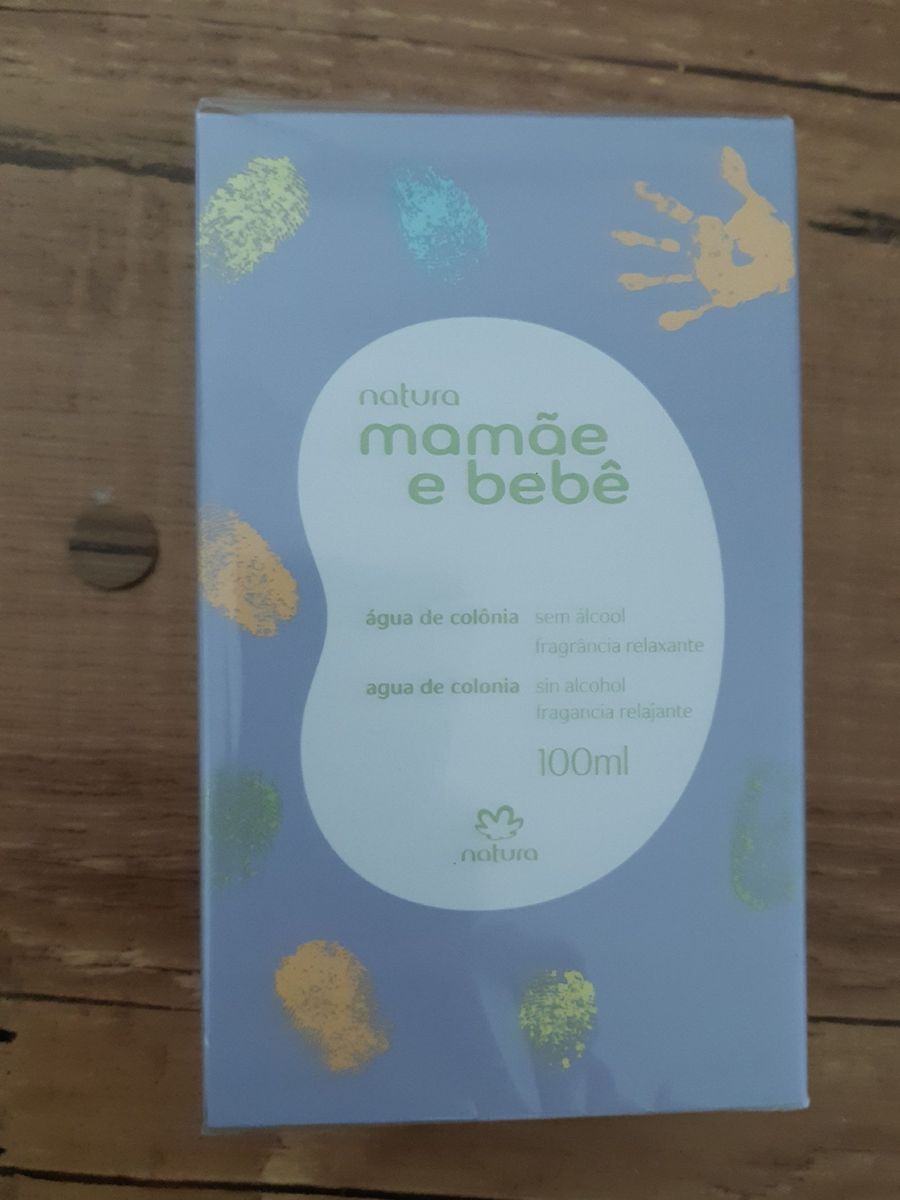 natura
mamãe
e bebê
água de colônia sem álcool
fragrância relaxante
agua de colonia sin alcohol
fragancia relajante
100ml
natura